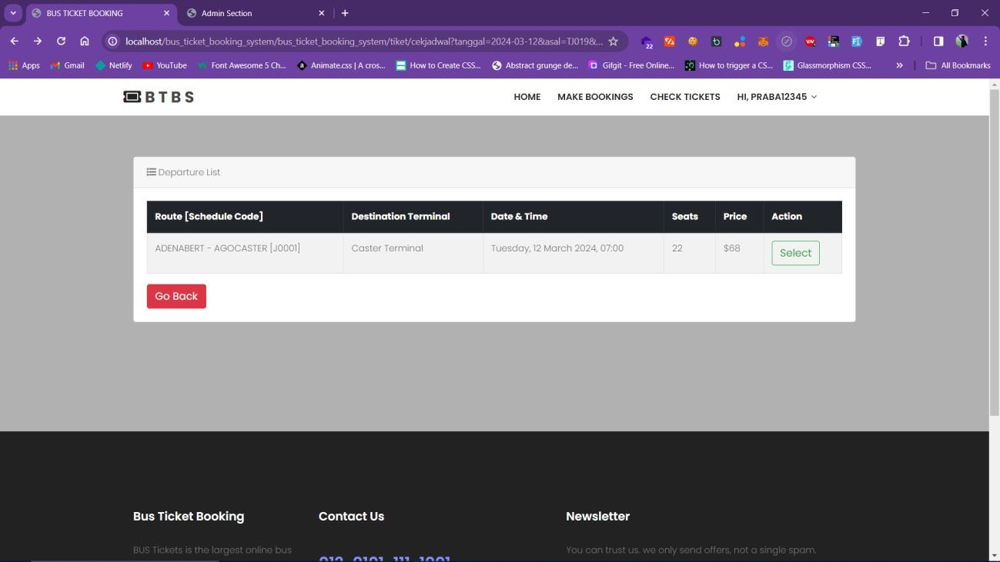 BUS TICKET BOOKING
Admin Section
localhost/bus_ticket_booking_system/bus_ticket_booking_system/tiket/cekjadwal?tanggal=2024-03-12&asal=TJ019&...
22
Apps
Gmail
Netlify
YouTube
Font Awesome 5 Ch...
Animate.css | A cros...
How to Create CSS...
Abstract grunge de...
Gifgit - Free Online...
How to trigger a CS...
Glassmorphism CSS...
All Bookmarks
BTBS
HOME MAKE BOOKINGS CHECK TICKETS HI, PRABA12345
Departure List
Route [Schedule Code] Destination Terminal Date & Time Seats Price Action
ADENABERT - AGOCASTER [J0001] Caster Terminal Tuesday, 12 March 2024, 07:00 22 $68 Select
Go Back
Bus Ticket Booking
Contact Us
Newsletter
BUS Tickets is the largest online bus
You can trust us. we only send offers, not a single spam.